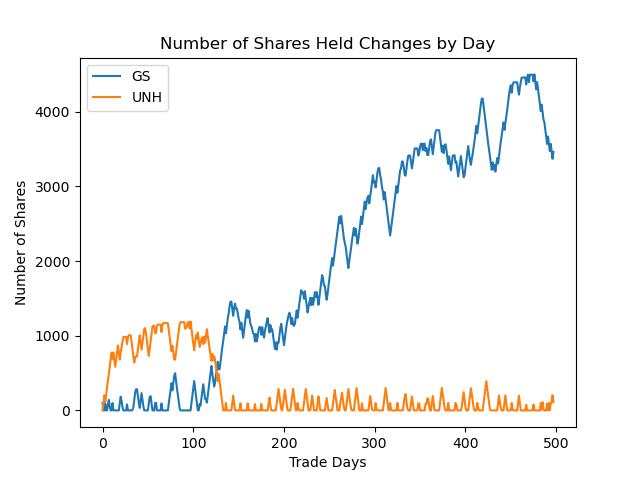 Number of Shares Held Changes by Day
GS
UNH
Number of Shares
4000
3000
2000
1000
0
0 100 200 300 400 500
Trade Days